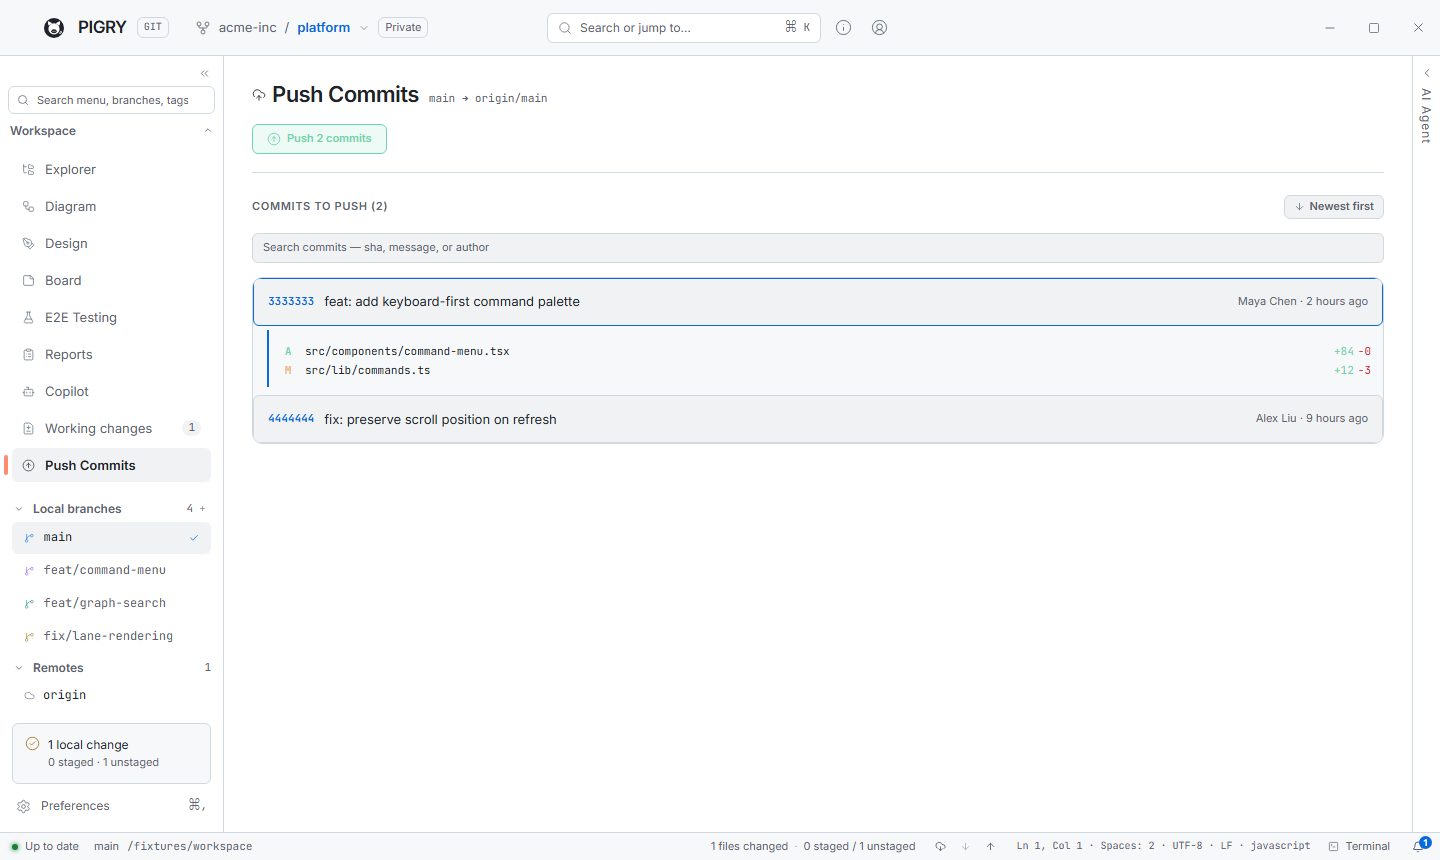 PIGRY GIT acme-inc / platform Private Search or jump to... ⌘ K
Search menu, branches, tags
Workspace
Explorer
Diagram
Design
Board
E2E Testing
Reports
Copilot
Working changes 1
Push Commits
Local branches 4 +
main
feat/command-menu
feat/graph-search
fix/lane-rendering
Remotes 1
origin
1 local change
0 staged · 1 unstaged
Preferences ⌘,
Push Commits main → origin/main
Push 2 commits
COMMITS TO PUSH (2) ↓ Newest first
Search commits — sha, message, or author
3333333 feat: add keyboard-first command palette Maya Chen · 2 hours ago
A src/components/command-menu.tsx +84 -0
M src/lib/commands.ts +12 -3
4444444 fix: preserve scroll position on refresh Alex Liu · 9 hours ago
AI Agent
Up to date main /fixtures/workspace 1 files changed · 0 staged / 1 unstaged Ln 1, Col 1 · Spaces: 2 · UTF-8 · LF · javascript Terminal 1